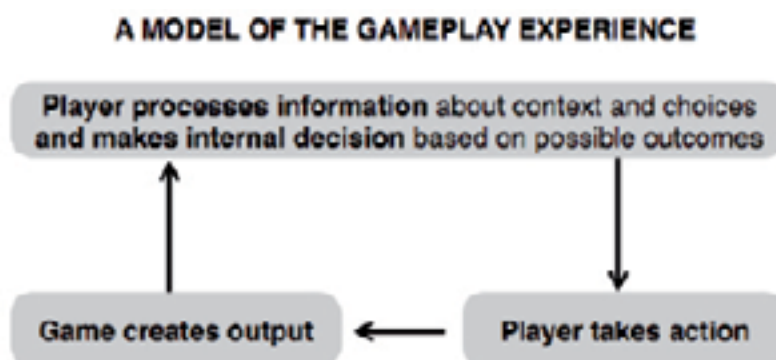 A MODEL OF THE GAMEPLAY EXPERIENCE
Player processes information about context and choices
and makes internal decision based on possible outcomes
Game creates output
Player takes action